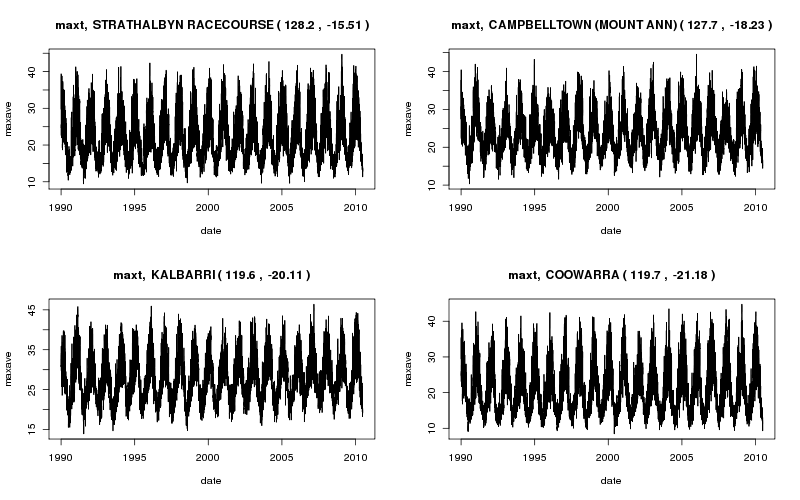 maxt, STRATHALBYN RACECOURSE ( 128.2 , -15.51 )
maxave
40
30
20
10
1990 1995 2000 2005 2010
date
maxt, CAMPBELLTOWN (MOUNT ANN) ( 127.7 , -18.23 )
maxave
40
30
20
10
1990 1995 2000 2005 2010
date
maxt, KALBARRI ( 119.6 , -20.11 )
maxave
45
35
25
15
1990 1995 2000 2005 2010
date
maxt, COOWARRA ( 119.7 , -21.18 )
maxave
40
30
20
10
1990 1995 2000 2005 2010
date